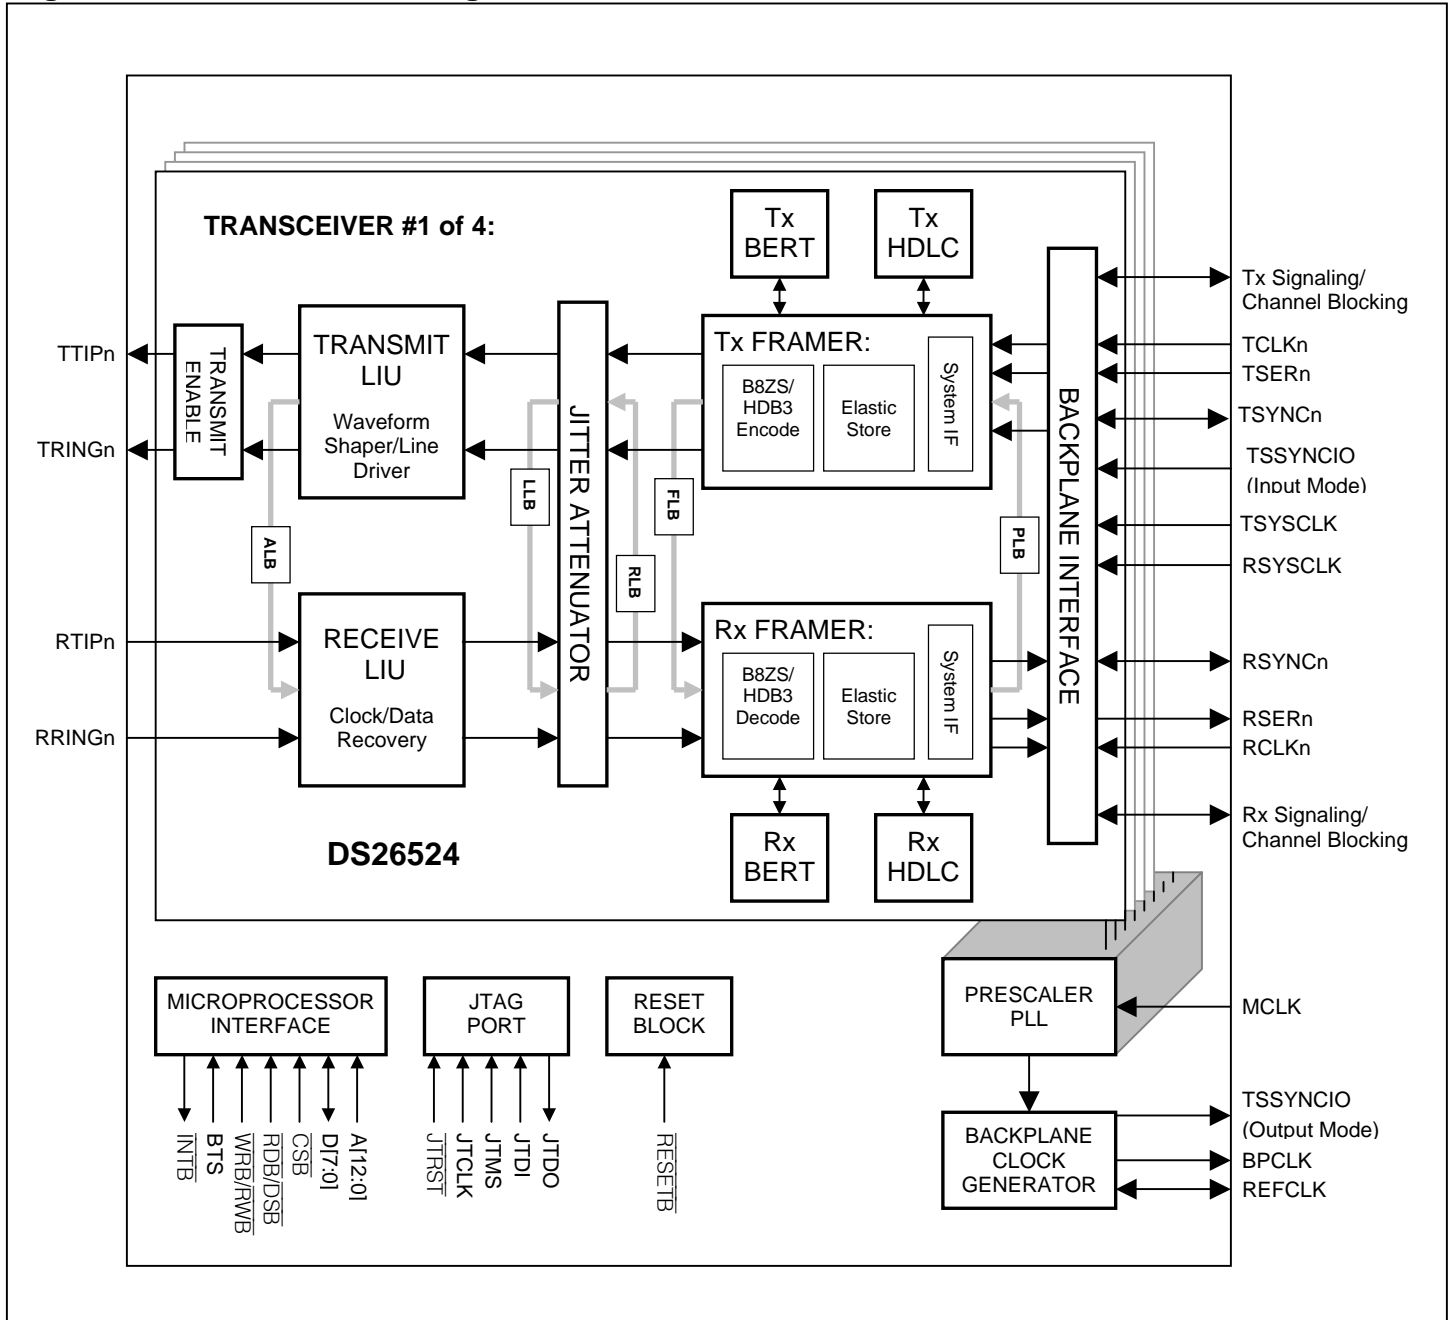 TRANSCEIVER #1 of 4:
Tx
BERT
Tx
HDLC
Tx Signaling/
Channel Blocking
TTIPn
TRINGn
TRANSMIT
ENABLE
TRANSMIT
LIU
Waveform
Shaper/Line
Driver
JITTER ATTENUATOR
Tx FRAMER:
B8ZS/
HDB3
Encode
Elastic
Store
System IF
BACKPLANE INTERFACE
TCLKn
TSERn
TSYNCn
TSSYNCIO
(Input Mode)
TSYSCLK
RSYSCLK
ALB
LLB
RLB
FLB
PLB
RTIPn
RRINGn
RECEIVE
LIU
Clock/Data
Recovery
Rx FRAMER:
B8ZS/
HDB3
Decode
Elastic
Store
System IF
RSYNCn
RSERn
RCLKn
Rx Signaling/
Channel Blocking
DS26524
Rx
BERT
Rx
HDLC
MICROPROCESSOR
INTERFACE
JTAG
PORT
RESET
BLOCK
PRESCALER
PLL
MCLK
INTB
BTS
WRB/RWB
RDB/DSB
CSB
D[7:0]
A[12:0]
JTRST
JTCLK
JTMS
JTDI
JTDO
RESETB
BACKPLANE
CLOCK
GENERATOR
TSSYNCIO
(Output Mode)
BPCLK
REFCLK